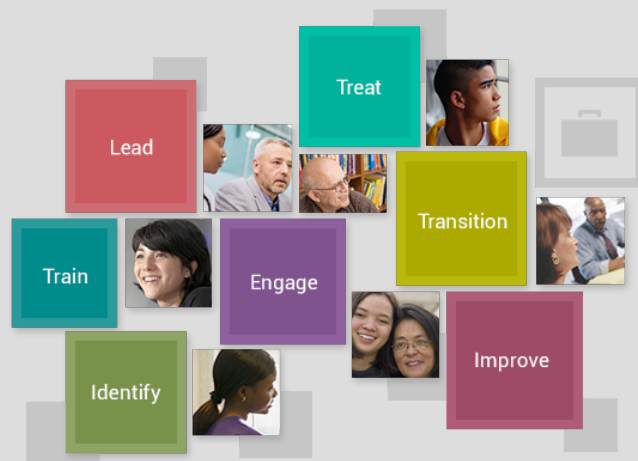 Treat
Lead
Transition
Train
Engage
Improve
Identify